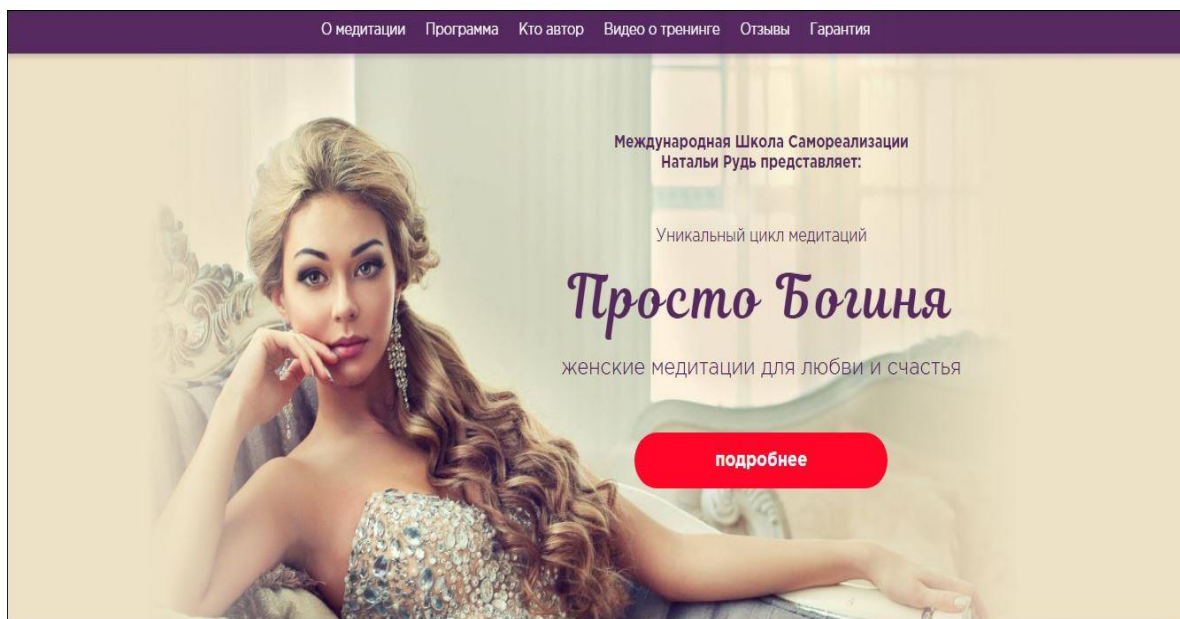 О медитации Программа Кто автор Видео о тренинге Отзывы Гарантия
Международная Школа Самореализации
Натальи Рудь представляет:
Уникальный цикл медитаций
Просто Богиня
женские медитации для любви и счастья
подробнее